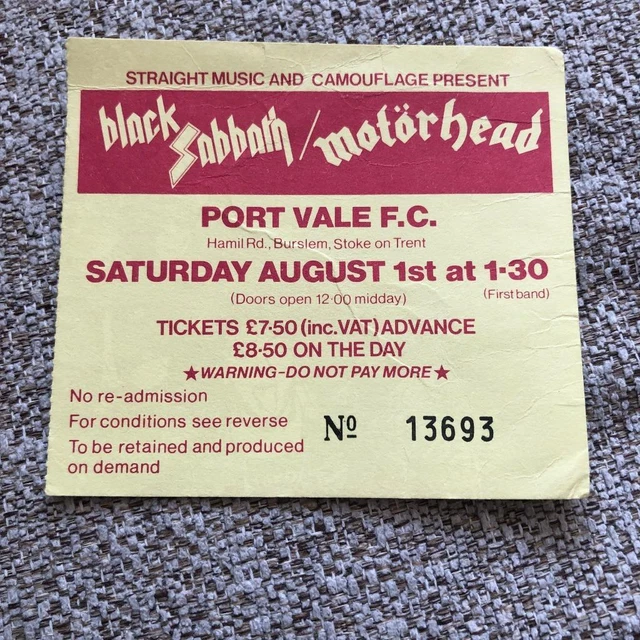 STRAIGHT MUSIC AND CAMOUFLAGE PRESENT
black Sabbath / motörhead
PORT VALE F.C.
Hamil Rd., Burslem, Stoke on Trent
SATURDAY AUGUST 1st at 1·30
(Doors open 12·00 midday) (First band)
TICKETS £7·50 (inc. VAT) ADVANCE
£8·50 ON THE DAY
★WARNING-DO NOT PAY MORE★
No re-admission
For conditions see reverse
To be retained and produced
on demand
Nº 13693